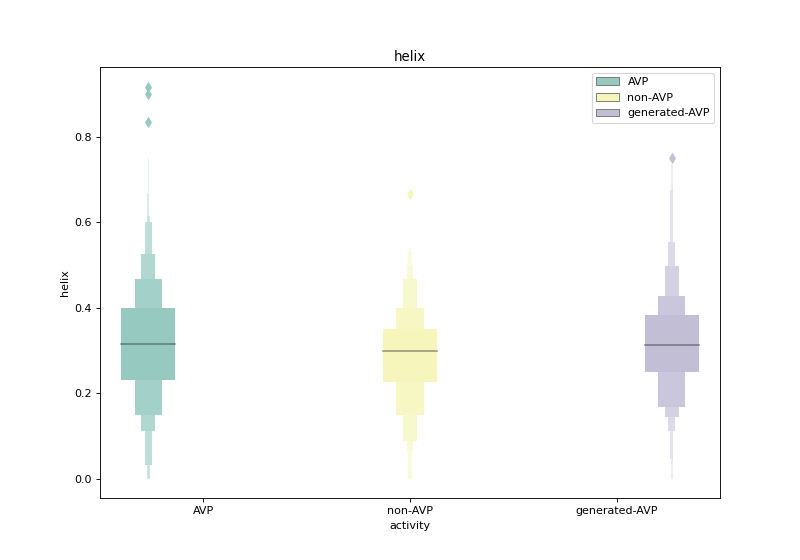 helix
AVP
non-AVP
generated-AVP
0.8
0.6
0.4
0.2
0.0
helix
AVP
non-AVP
generated-AVP
activity